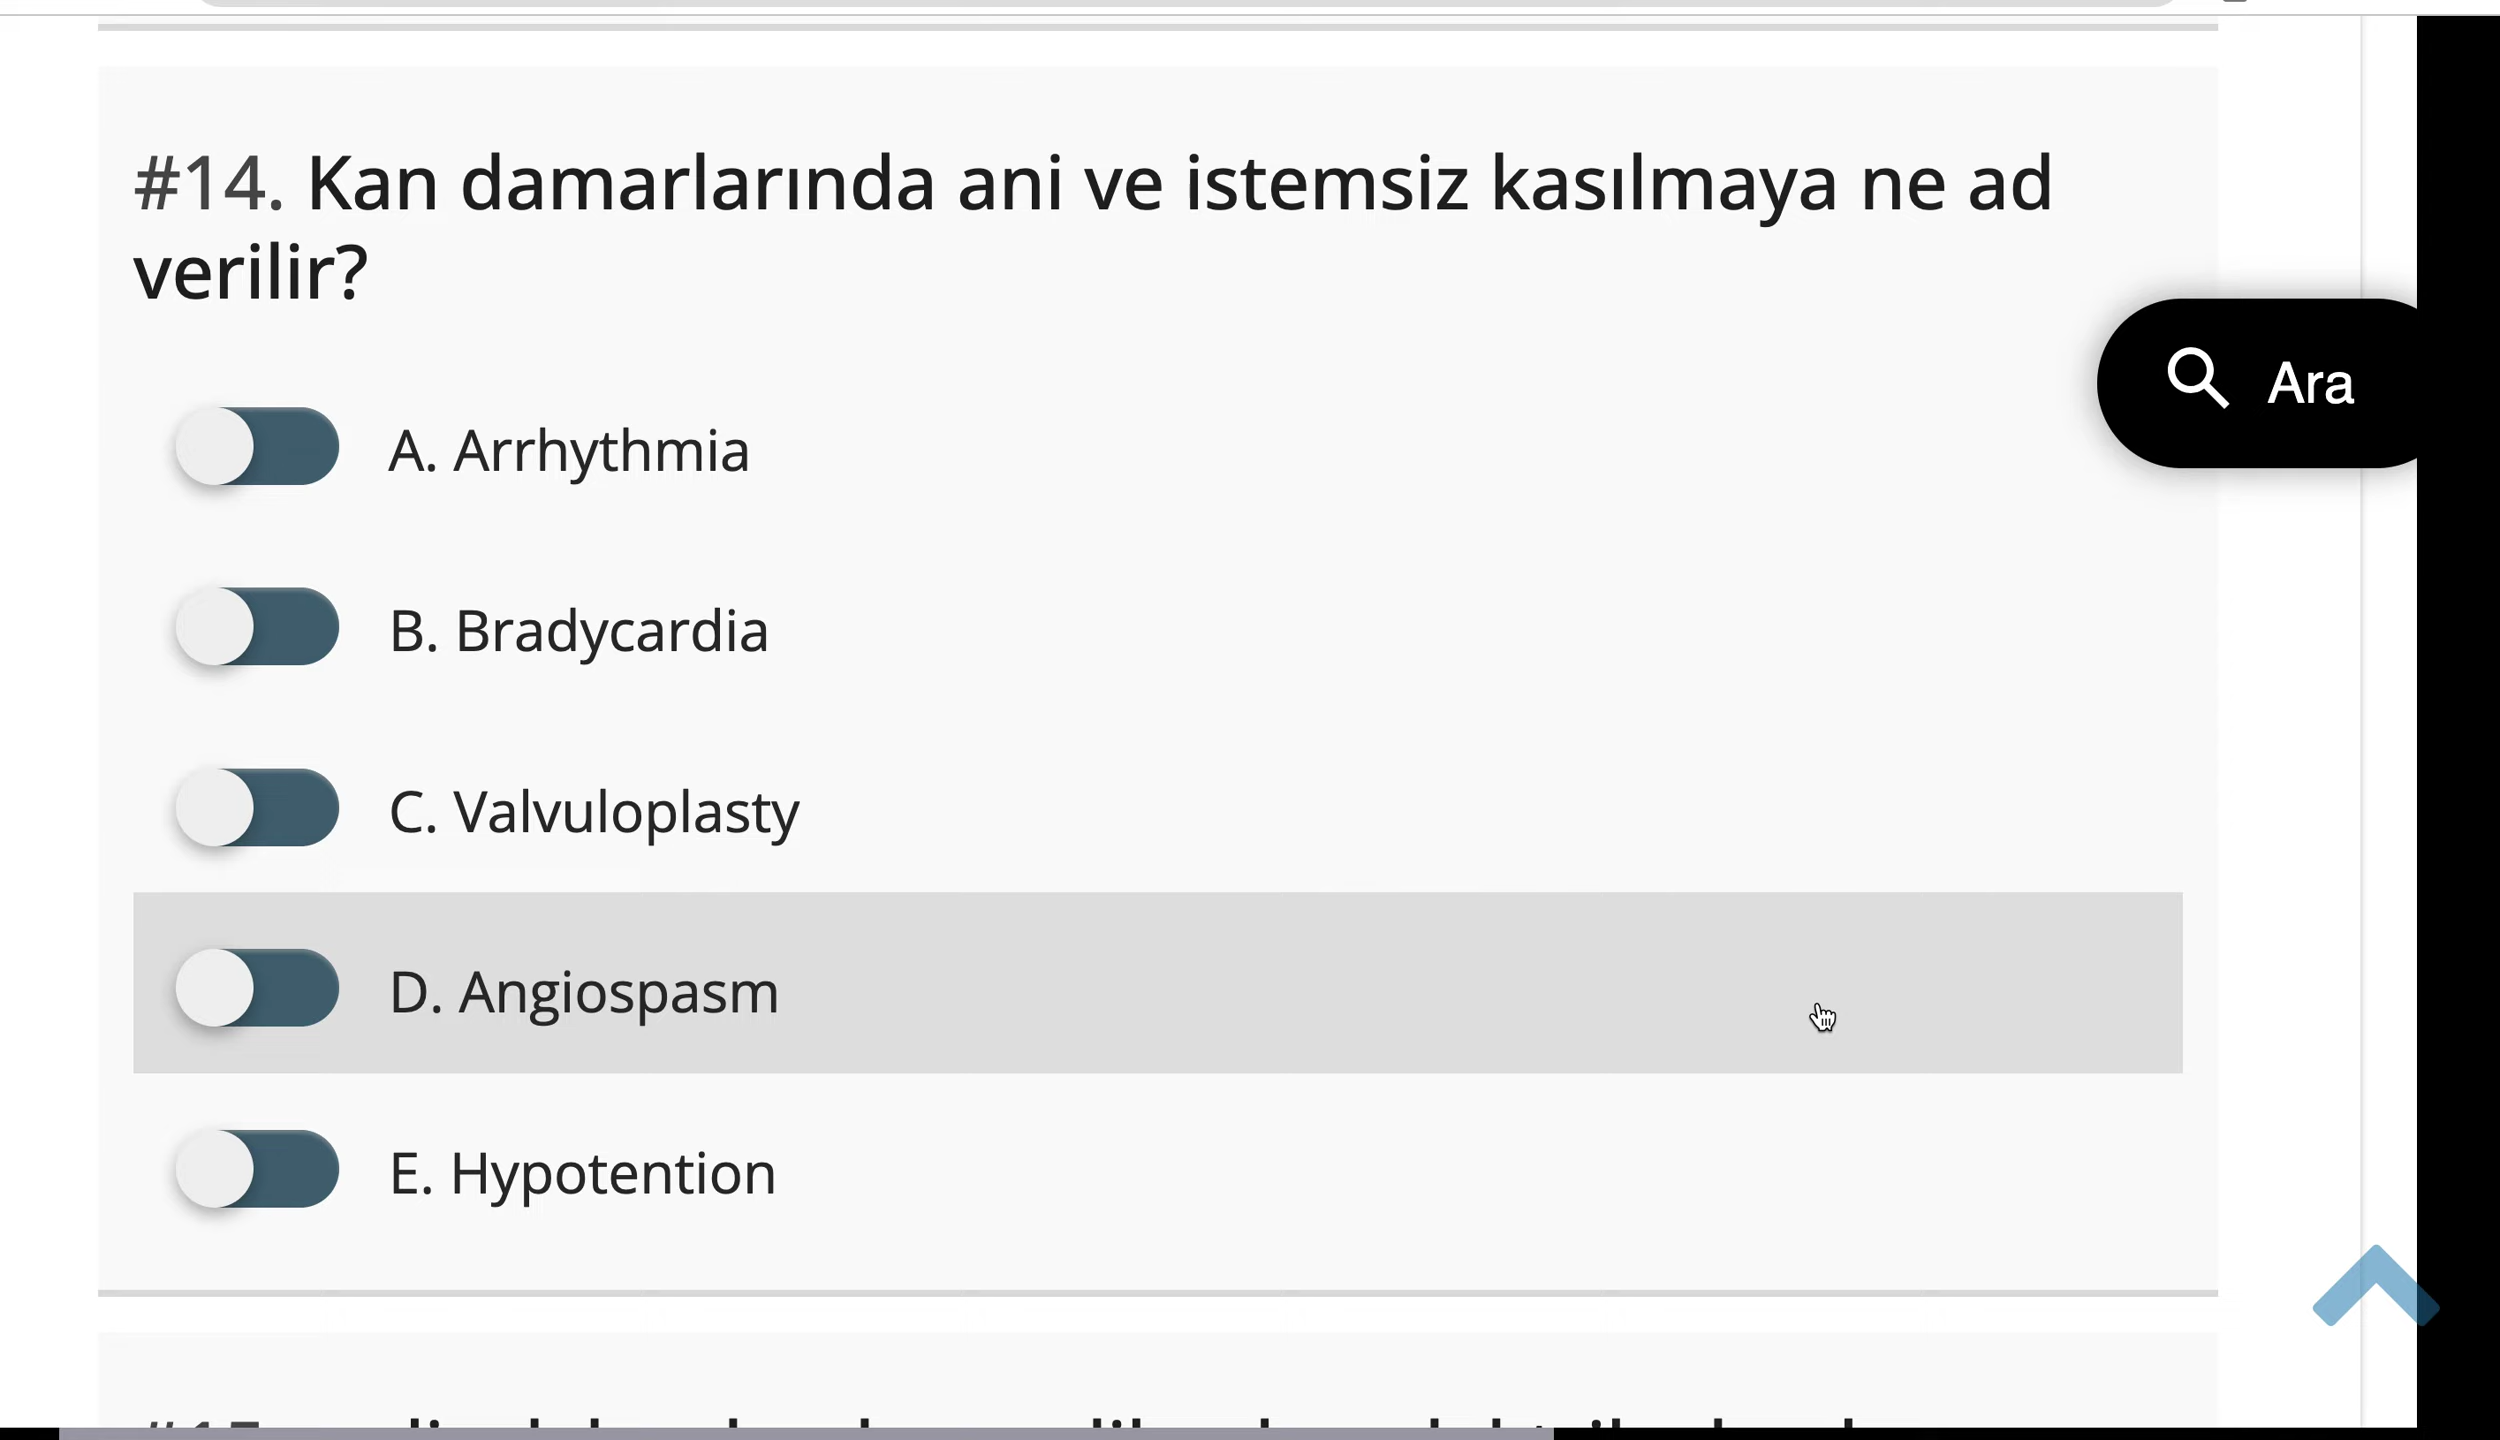 #14. Kan damarlarında ani ve istemsiz kasılmaya ne ad
verilir?
Ara
A. Arrhythmia
B. Bradycardia
C. Valvuloplasty
D. Angiospasm
E. Hypotention